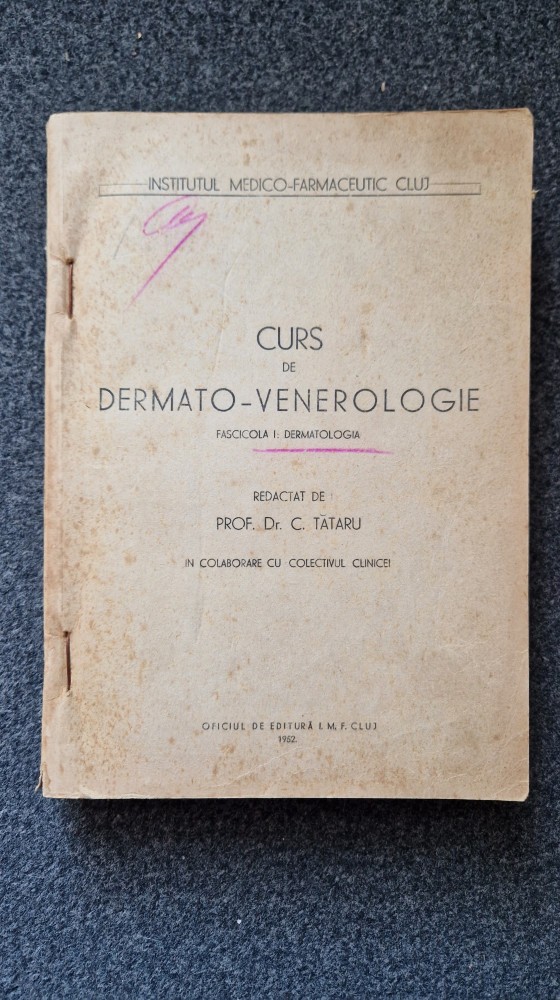 INSTITUTUL MEDICO-FARMACEUTIC CLUJ
CURS
DE
DERMATO-VENEROLOGIE
FASCICOLA I: DERMATOLOGIA
REDACTAT DE
PROF. Dr. C. TĂTARU
IN COLABORARE CU COLECTIVUL CLINICEI
OFICIUL DE EDITURĂ I. M. F. CLUJ
1952.